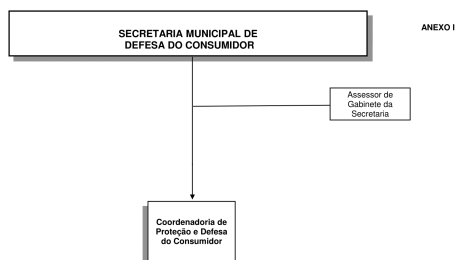 SECRETARIA MUNICIPAL DE
DEFESA DO CONSUMIDOR
ANEXO I
Assessor de
Gabinete da
Secretaria
Coordenadoria de
Proteção e Defesa
do Consumidor